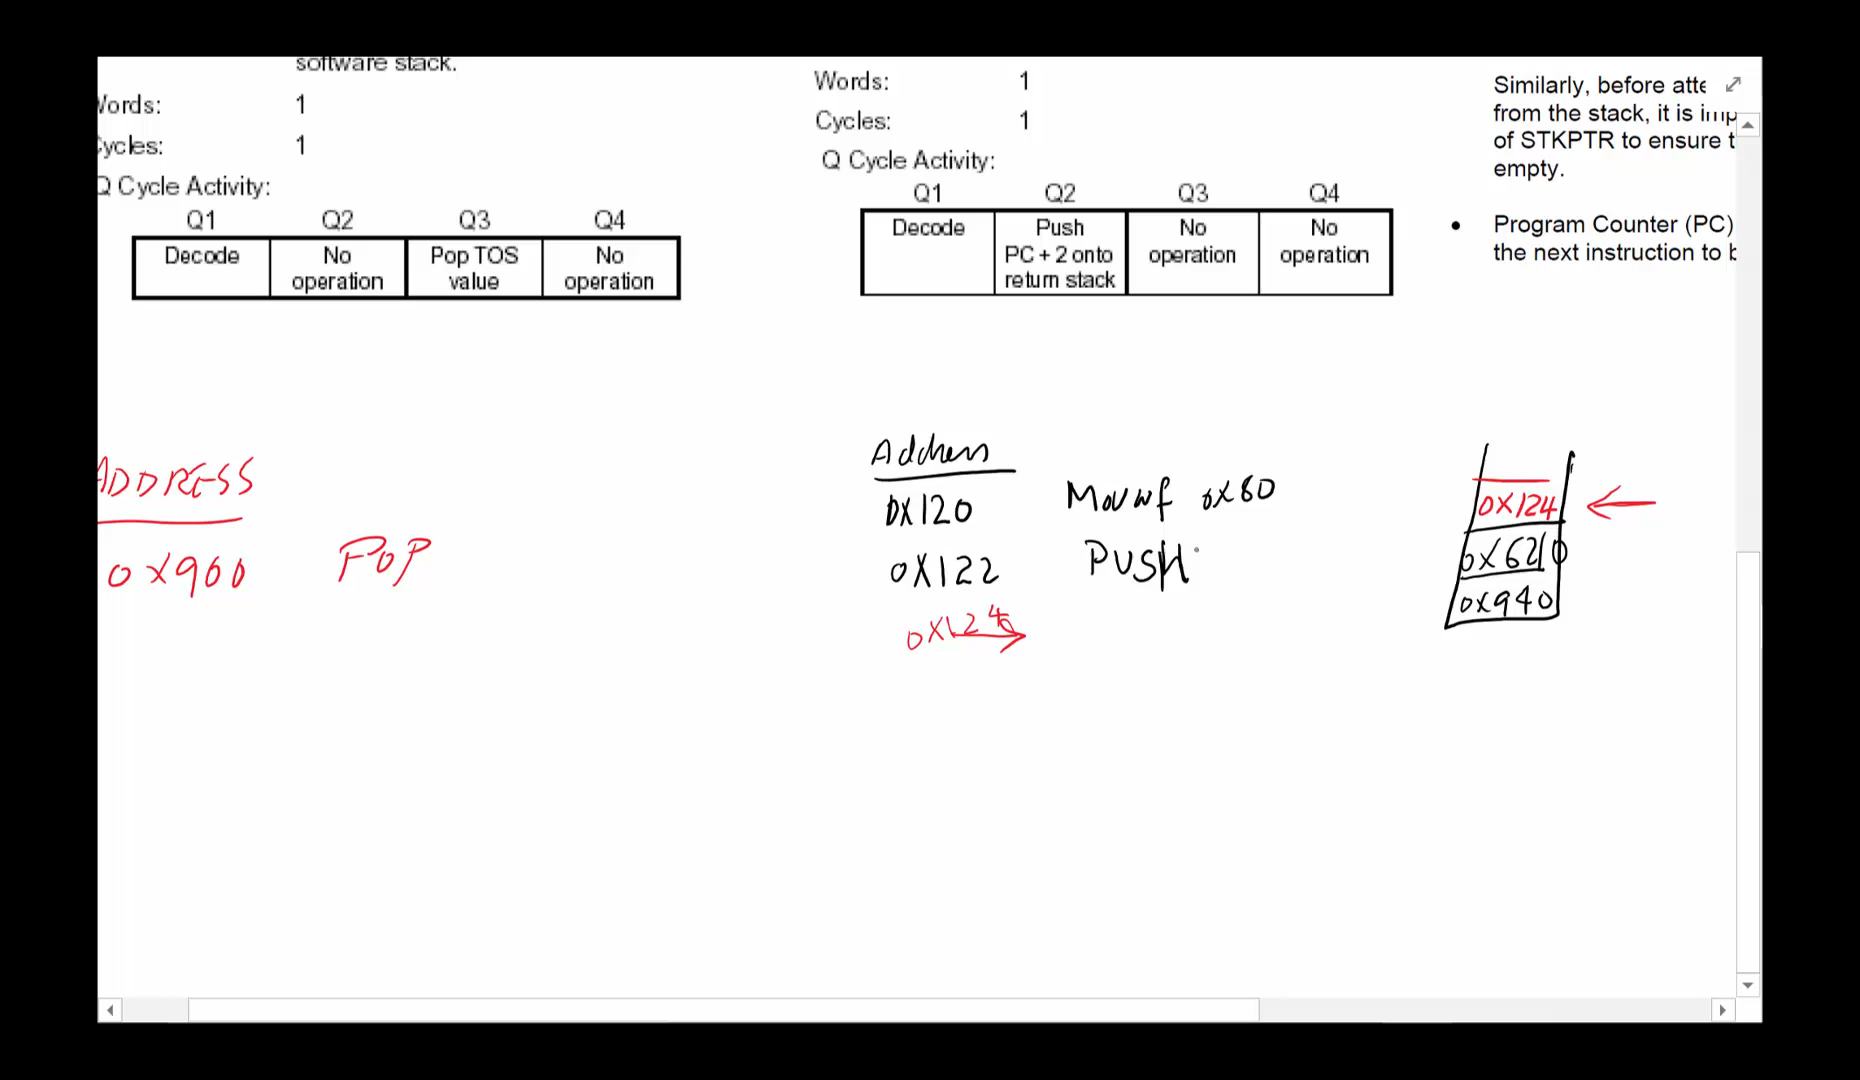 software stack.
Words:
1
Cycles:
1
Q Cycle Activity:
Q1 Q2 Q3 Q4
Decode No operation Pop TOS value No operation
Words: 1
Cycles: 1
Q Cycle Activity:
Q1 Q2 Q3 Q4
Decode Push PC + 2 onto return stack No operation No operation
Similarly, before atte
from the stack, it is imp
of STKPTR to ensure t
empty.
• Program Counter (PC)
the next instruction to b
ADDRESS
0x900 POP
Address
0x120 Movwf 0x80
0x122 PUSH
0x124
0x124
0x620
0x940